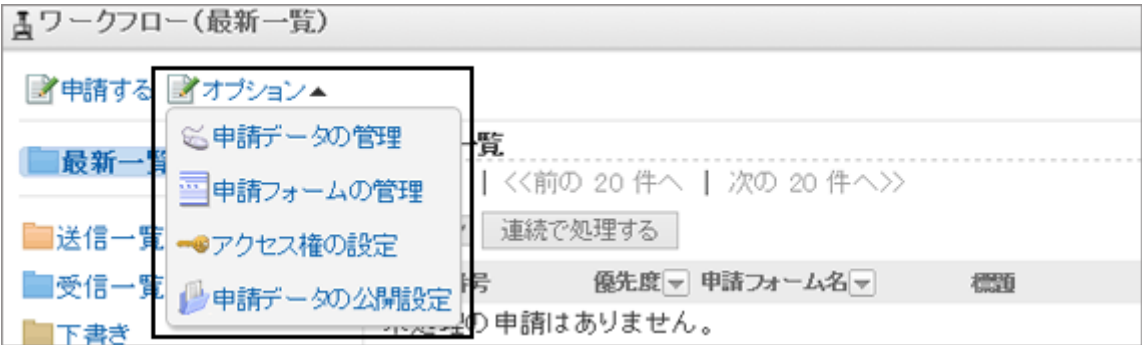 ワークフロー(最新一覧)
申請する オプション▲
申請データの管理
覧
最新一覧
| <<前の 20 件へ | 次の 20 件へ>>
申請フォームの管理
連続で処理する
送信一覧
アクセス権の設定
号 優先度 申請フォーム名 標題
受信一覧
申請データの公開設定
の申請はありません。
下書き